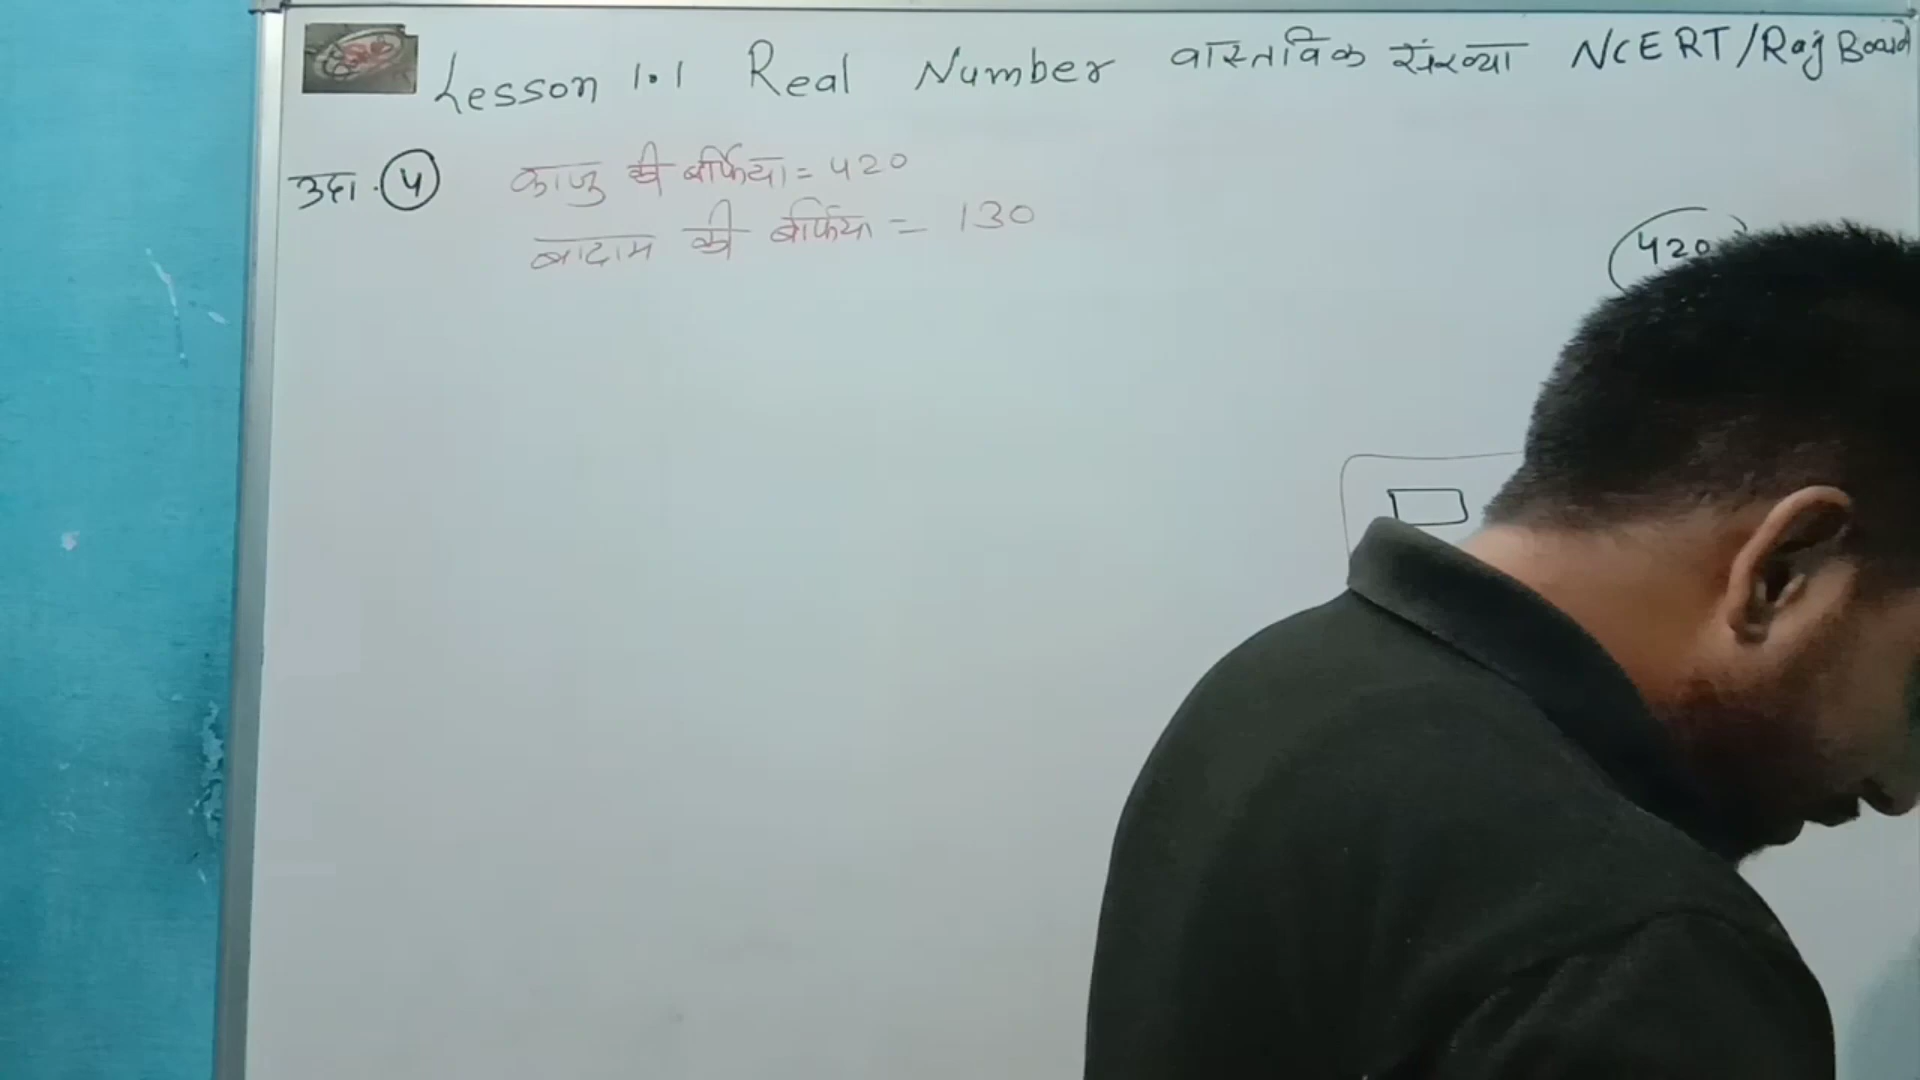 Lesson 1.1 Real Number वास्तविक संख्या NCERT/Raj Board
उदा. 4 काजु की बर्फिया = 420
बादाम की बर्फिया = 130
420